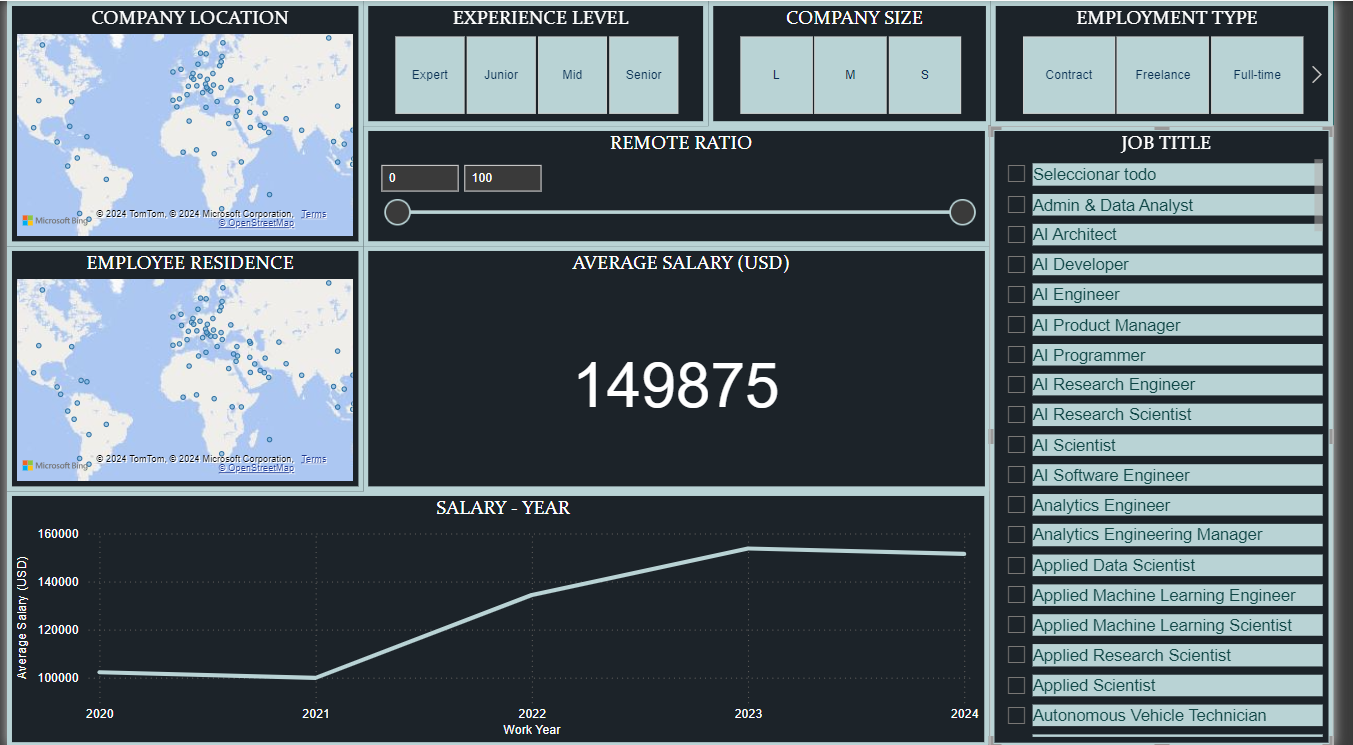 COMPANY LOCATION
Microsoft Bing
© 2024 TomTom, © 2024 Microsoft Corporation, Terms
© OpenStreetMap
EXPERIENCE LEVEL
Expert Junior Mid Senior
COMPANY SIZE
L M S
EMPLOYMENT TYPE
Contract Freelance Full-time
REMOTE RATIO
0 100
EMPLOYEE RESIDENCE
Microsoft Bing
© 2024 TomTom, © 2024 Microsoft Corporation, Terms
© OpenStreetMap
AVERAGE SALARY (USD)
149875
JOB TITLE
Seleccionar todo
Admin & Data Analyst
AI Architect
AI Developer
AI Engineer
AI Product Manager
AI Programmer
AI Research Engineer
AI Research Scientist
AI Scientist
AI Software Engineer
Analytics Engineer
Analytics Engineering Manager
Applied Data Scientist
Applied Machine Learning Engineer
Applied Machine Learning Scientist
Applied Research Scientist
Applied Scientist
Autonomous Vehicle Technician
SALARY - YEAR
Average Salary (USD)
160000
140000
120000
100000
2020 2021 2022 2023 2024
Work Year